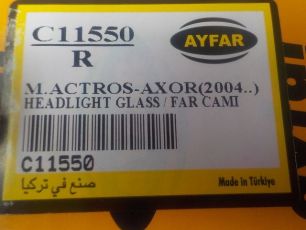 C11550
R
AYFAR
M.ACTROS-AXOR(2004..)
HEADLIGHT GLASS / FAR CAMI
C11550
صنع في تركيا
Made in Türkiye